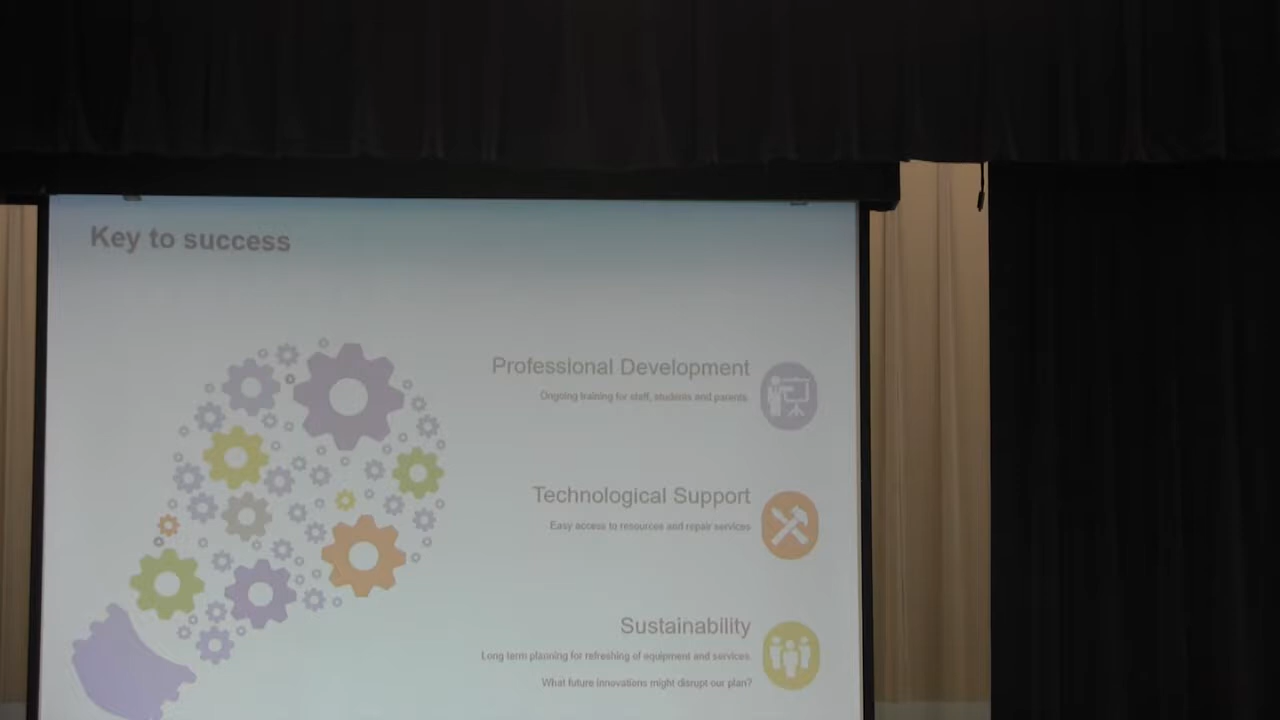 Key to success
Professional Development
Ongoing training for staff, students and parents.
Technological Support
Easy access to resources and repair services
Sustainability
Long term planning for refreshing of equipment and services.
What future innovations might disrupt our plan?